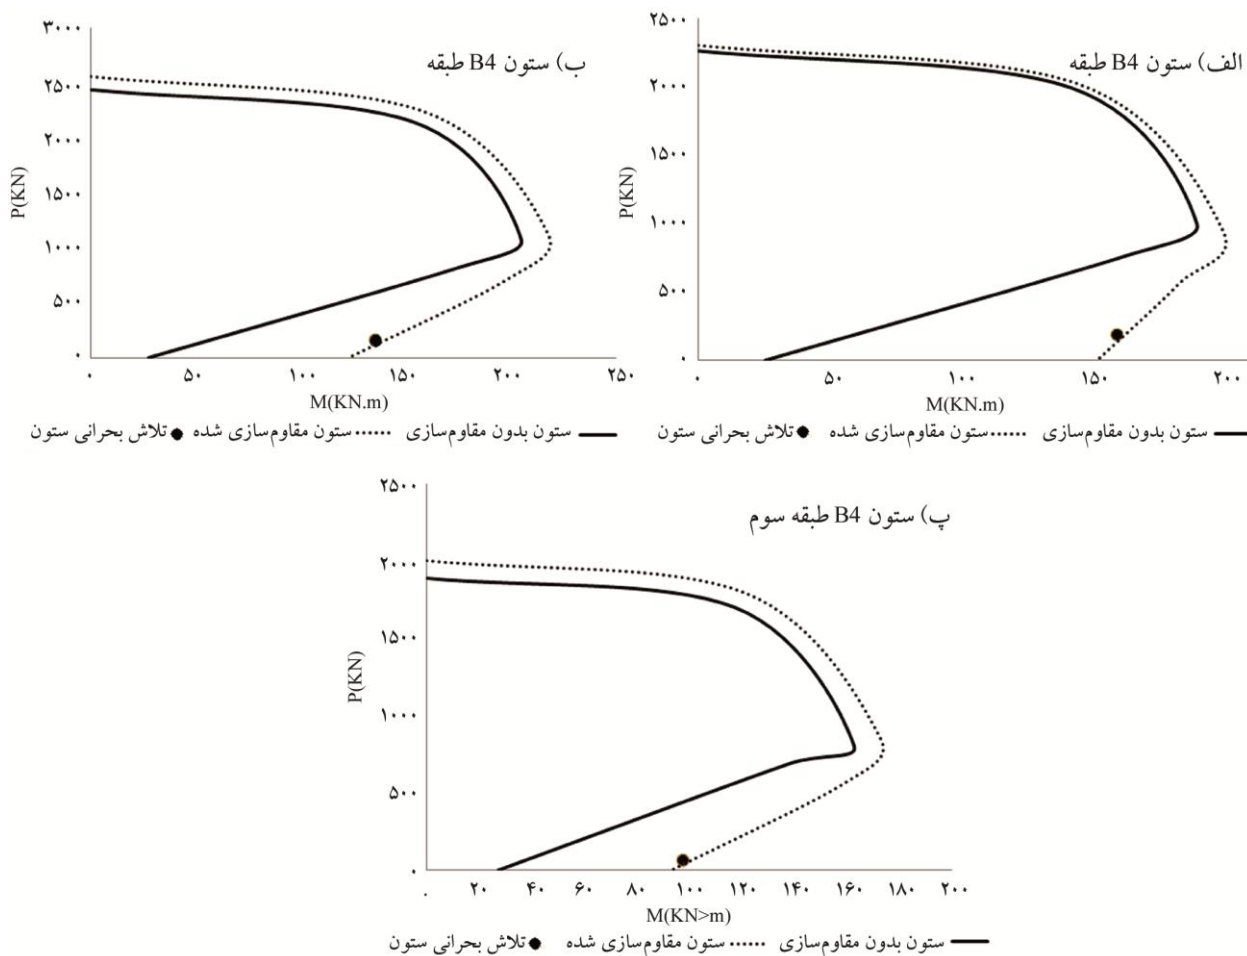 الف) ستون B4 طبقه
P(KN)
۲۵۰۰
۲۰۰۰
۱۵۰۰
۱۰۰۰
۵۰۰
۰
۰ ۵۰ ۱۰۰ ۱۵۰ ۲۰۰
M(KN.m)
ستون بدون مقاوم‌سازی ستون مقاوم‌سازی شده تلاش بحرانی ستون
ب) ستون B4 طبقه
P(KN)
۳۰۰۰
۲۵۰۰
۲۰۰۰
۱۵۰۰
۱۰۰۰
۵۰۰
۰
۰ ۵۰ ۱۰۰ ۱۵۰ ۲۰۰ ۲۵۰
M(KN.m)
ستون بدون مقاوم‌سازی ستون مقاوم‌سازی شده تلاش بحرانی ستون
پ) ستون B4 طبقه سوم
P(KN)
۲۵۰۰
۲۰۰۰
۱۵۰۰
۱۰۰۰
۵۰۰
۰
۰ ۲۰ ۴۰ ۶۰ ۸۰ ۱۰۰ ۱۲۰ ۱۴۰ ۱۶۰ ۱۸۰ ۲۰۰
M(KN>m)
ستون بدون مقاوم‌سازی ستون مقاوم‌سازی شده تلاش بحرانی ستون